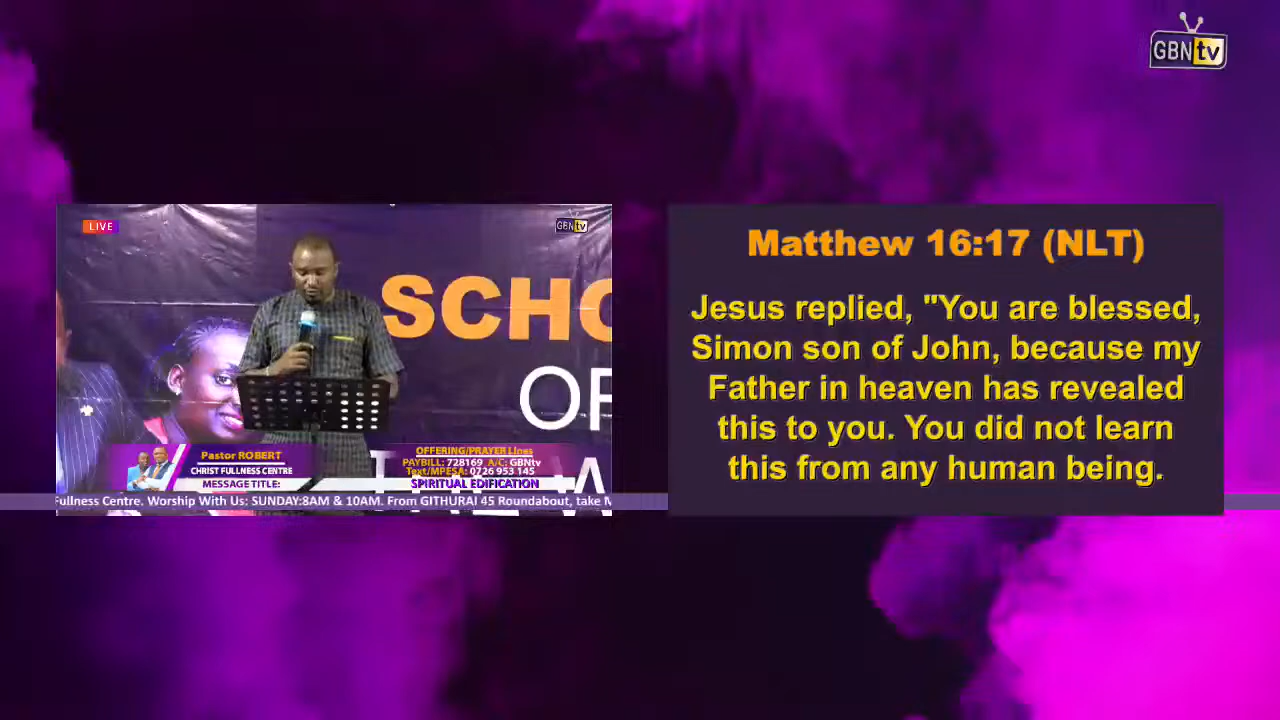 GBNtv
LIVE
GBNtv
SCHO
OF
Pastor ROBERT
CHRIST FULLNESS CENTRE
MESSAGE TITLE:
OFFERING/PRAYER Lines
PAYBILL: 728169 A/C: GBNtv
Text/MPESA: 0726 953 145
SPIRITUAL EDIFICATION
Fullness Centre. Worship With Us: SUNDAY:8AM & 10AM. From GITHURAI 45 Roundabout, take M
Matthew 16:17 (NLT)
Jesus replied, "You are blessed,
Simon son of John, because my
Father in heaven has revealed
this to you. You did not learn
this from any human being.